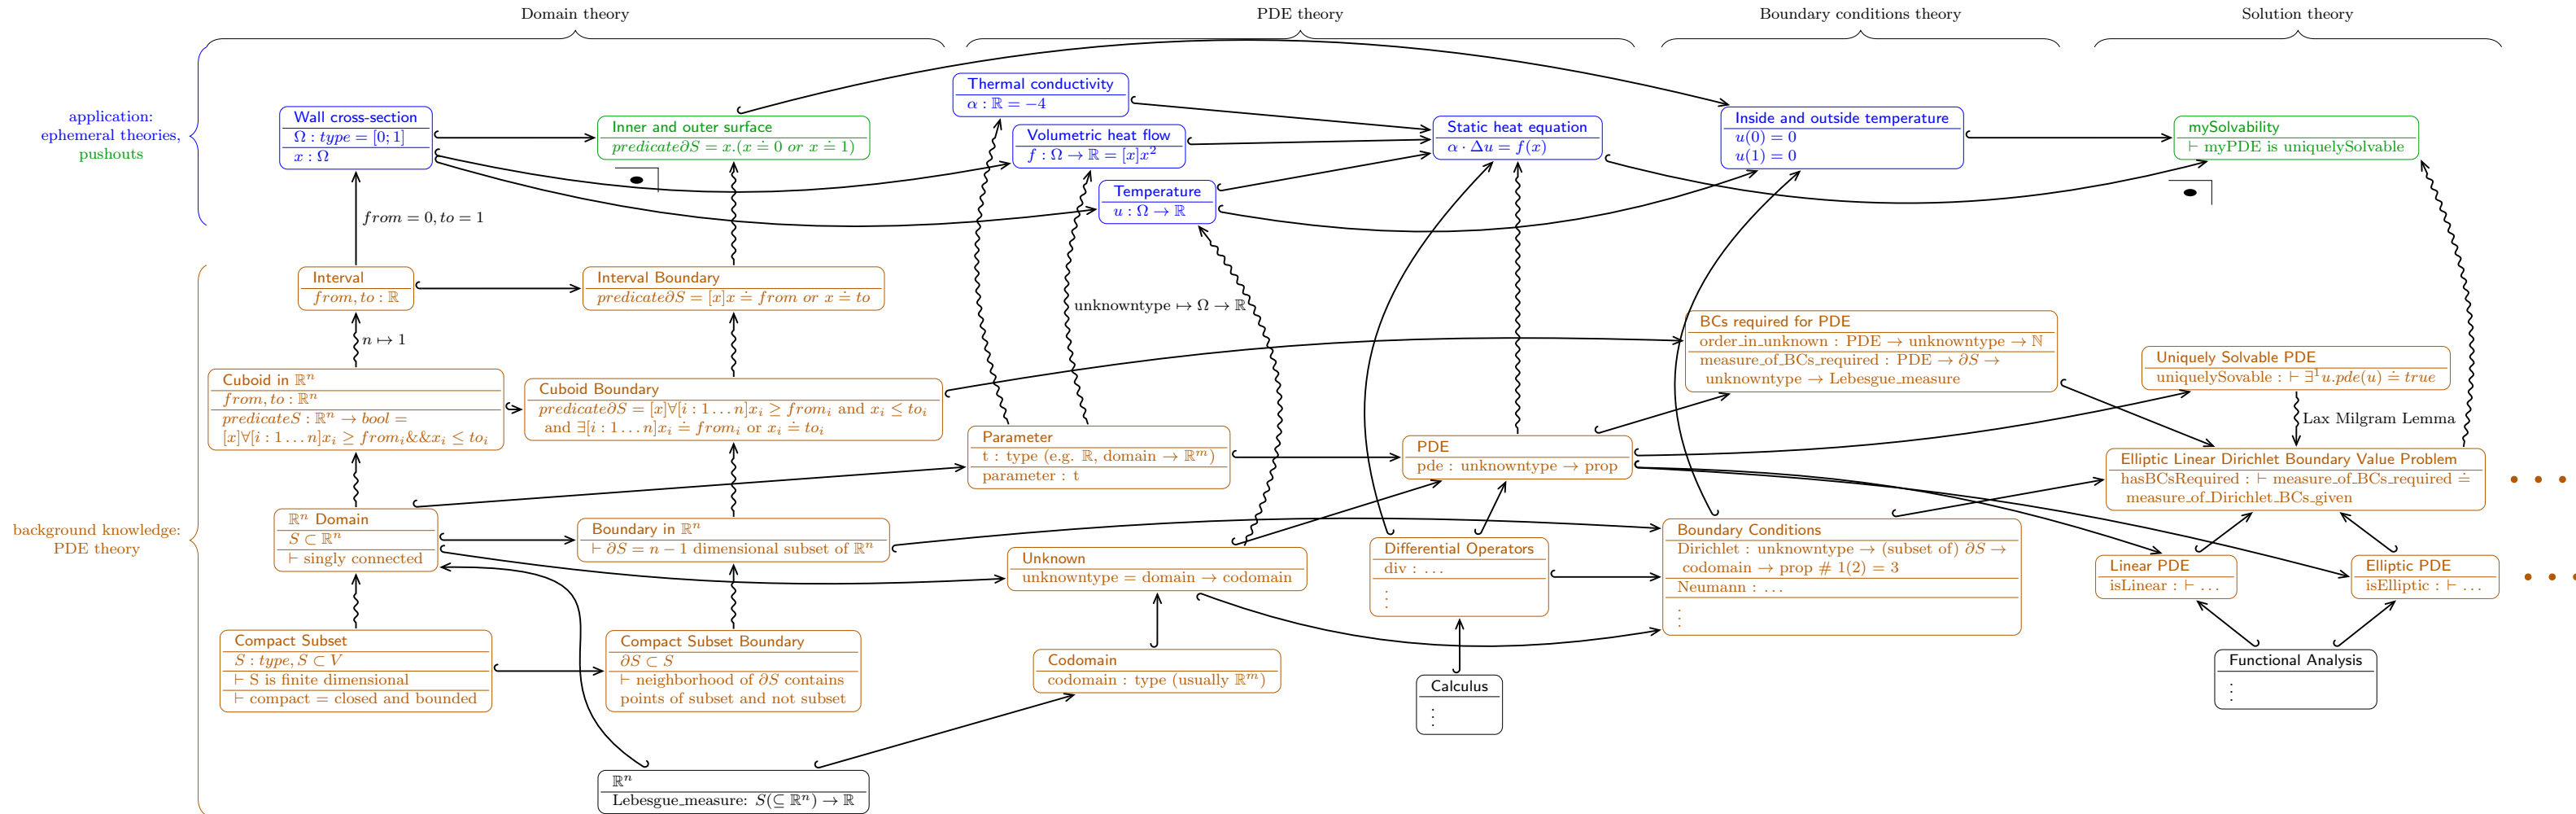 Domain theory
PDE theory
Boundary conditions theory
Solution theory
application:
ephemeral theories,
pushouts
Wall cross-section
Ω : type = [0; 1]
x : Ω
Inner and outer surface
predicate∂S = x.(x ≐ 0 or x ≐ 1)
Thermal conductivity
α : ℝ = −4
Volumetric heat flow
f : Ω → ℝ = [x]x²
Temperature
u : Ω → ℝ
Static heat equation
α · Δu = f(x)
Inside and outside temperature
u(0) = 0
u(1) = 0
mySolvability
⊢ myPDE is uniquelySolvable
from = 0, to = 1
Interval
from, to : ℝ
Interval Boundary
predicate∂S = [x]x ≐ from or x ≐ to
unknowntype ↦ Ω → ℝ
n ↦ 1
BCs required for PDE
order_in_unknown : PDE → unknowntype → ℕ
measure_of_BCs_required : PDE → ∂S →
unknowntype → Lebesgue_measure
Uniquely Solvable PDE
uniquelySovable : ⊢ ∃¹u.pde(u) ≐ true
Lax Milgram Lemma
Cuboid in ℝⁿ
from, to : ℝⁿ
predicateS : ℝⁿ → bool =
[x]∀[i : 1 . . . n]xᵢ ≥ fromᵢ&&xᵢ ≤ toᵢ
Cuboid Boundary
predicate∂S = [x]∀[i : 1 . . . n]xᵢ ≥ fromᵢ and xᵢ ≤ toᵢ
and ∃[i : 1 . . . n]xᵢ ≐ fromᵢ or xᵢ ≐ toᵢ
Parameter
t : type (e.g. ℝ, domain → ℝᵐ)
parameter : t
PDE
pde : unknowntype → prop
Elliptic Linear Dirichlet Boundary Value Problem
hasBCsRequired : ⊢ measure_of_BCs_required ≐
measure_of_Dirichlet_BCs_given
background knowledge:
PDE theory
ℝⁿ Domain
S ⊂ ℝⁿ
⊢ singly connected
Boundary in ℝⁿ
⊢ ∂S = n − 1 dimensional subset of ℝⁿ
Unknown
unknowntype = domain → codomain
Differential Operators
div : . . .
⋮
Boundary Conditions
Dirichlet : unknowntype → (subset of) ∂S →
codomain → prop # 1(2) = 3
Neumann : . . .
⋮
Linear PDE
isLinear : ⊢ . . .
Elliptic PDE
isElliptic : ⊢ . . .
Compact Subset
S : type, S ⊂ V
⊢ S is finite dimensional
⊢ compact = closed and bounded
Compact Subset Boundary
∂S ⊂ S
⊢ neighborhood of ∂S contains
points of subset and not subset
Codomain
codomain : type (usually ℝᵐ)
Calculus
⋮
Functional Analysis
⋮
ℝⁿ
Lebesgue_measure: S(⊆ ℝⁿ) → ℝ